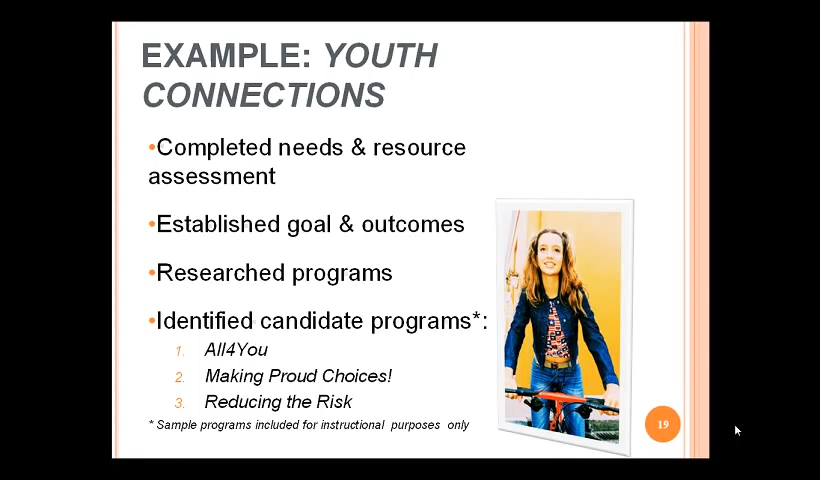 EXAMPLE: YOUTH
CONNECTIONS
•Completed needs & resource
assessment
•Established goal & outcomes
•Researched programs
•Identified candidate programs*:
1. All4You
2. Making Proud Choices!
3. Reducing the Risk
* Sample programs included for instructional purposes only
19